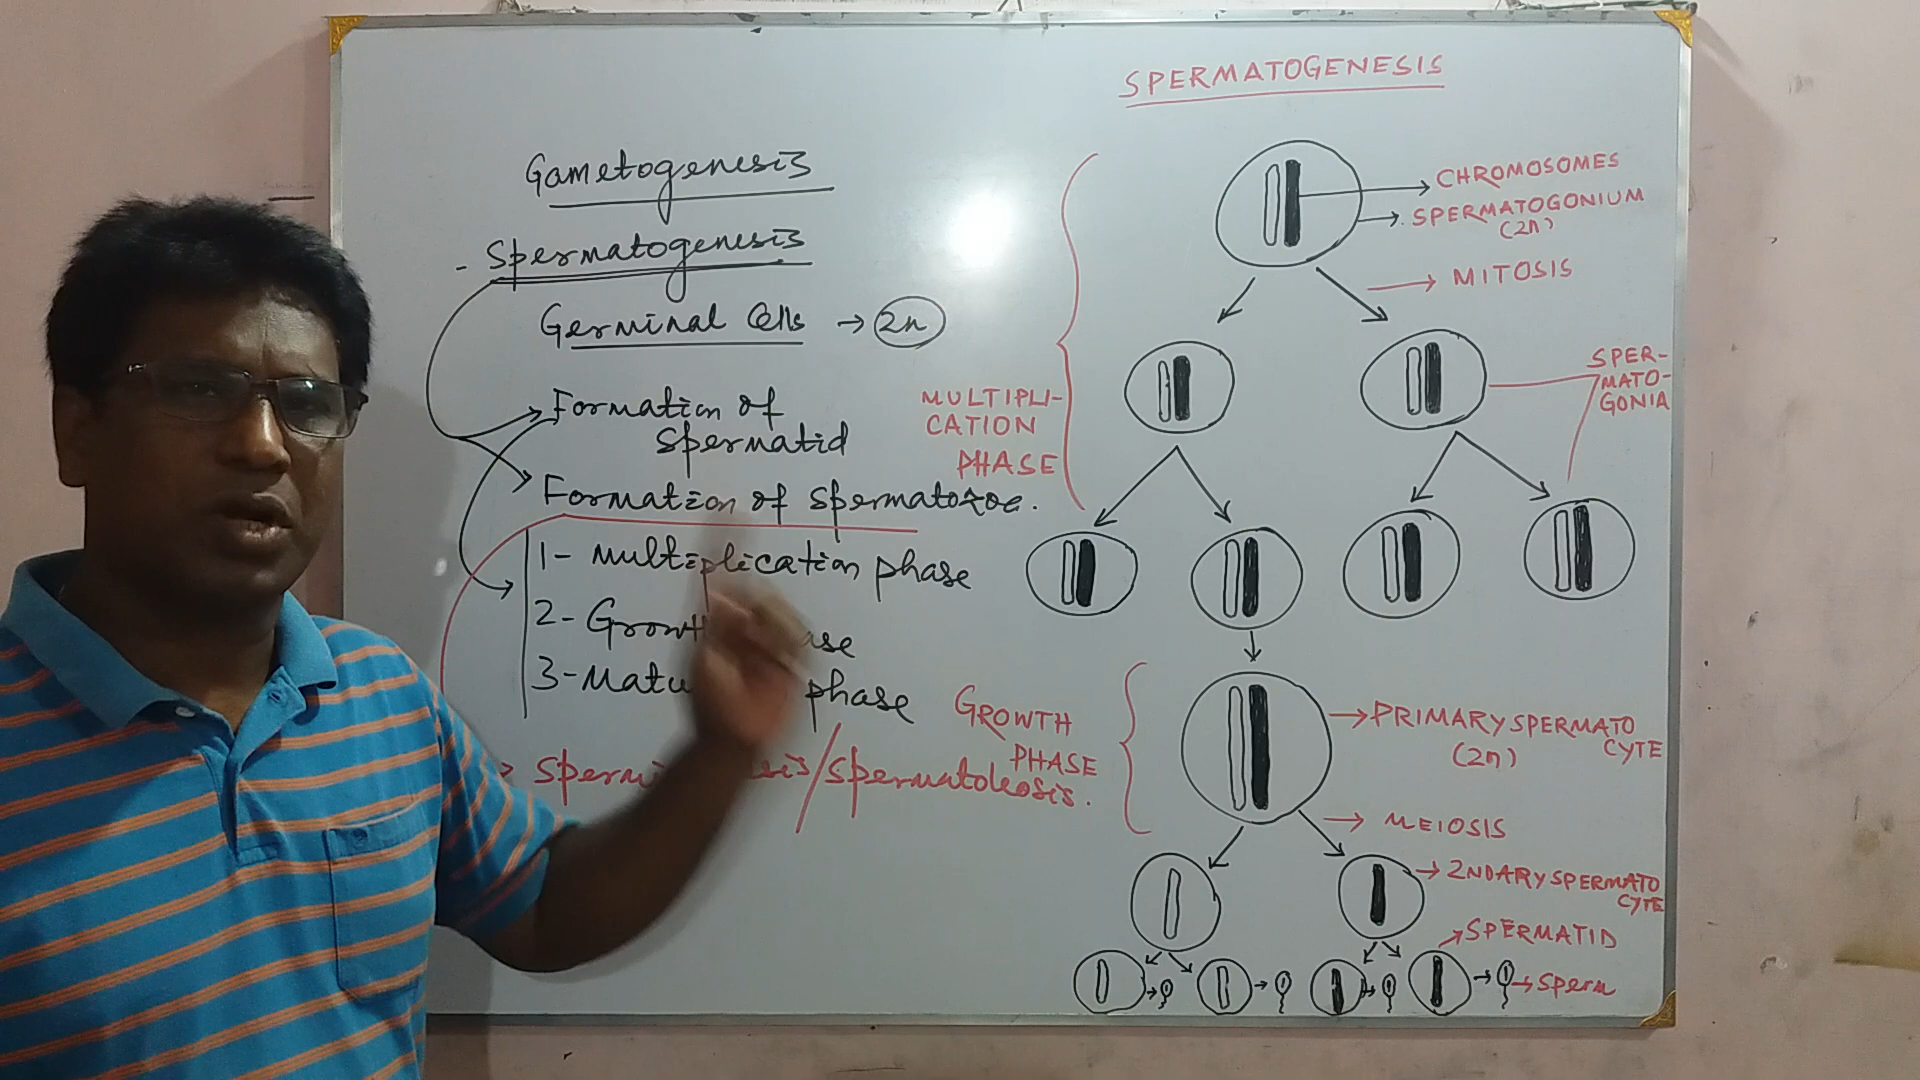 Gametogenesis
- Spermatogenesis
Germinal Cells → 2n
Formation of
Spermatid
Formation of Spermatozoa.
1- Multiplication phase
2- Growth
3- phase
/Spermatoleosis.
SPERMATOGENESIS
CHROMOSOMES
SPERMATOGONIUM
(2n)
MITOSIS
SPER-
MATO-
GONIA
MULTIPLI-
CATION
PHASE
GROWTH
PHASE
PRIMARY SPERMATO
CYTE
(2n)
MEIOSIS
2NDARY SPERMATO
CYTE
SPERMATID
Sperm